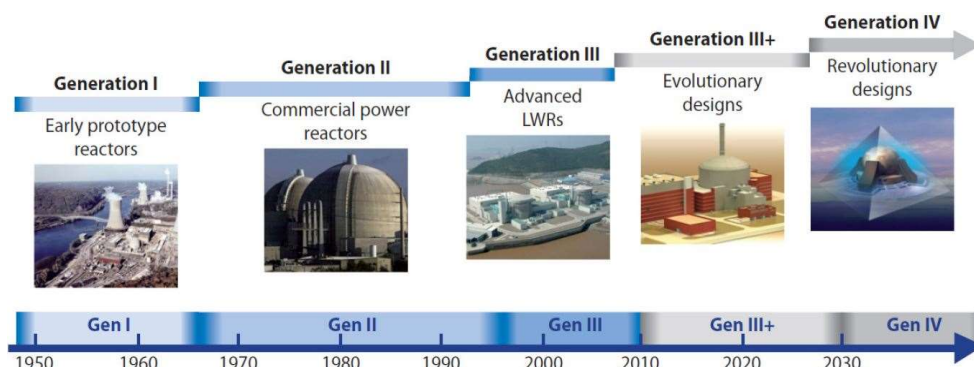 Generation I
Early prototype
reactors
Generation II
Commercial power
reactors
Generation III
Advanced
LWRs
Generation III+
Evolutionary
designs
Generation IV
Revolutionary
designs
Gen I
Gen II
Gen III
Gen III+
Gen IV
1950
1960
1970
1980
1990
2000
2010
2020
2030